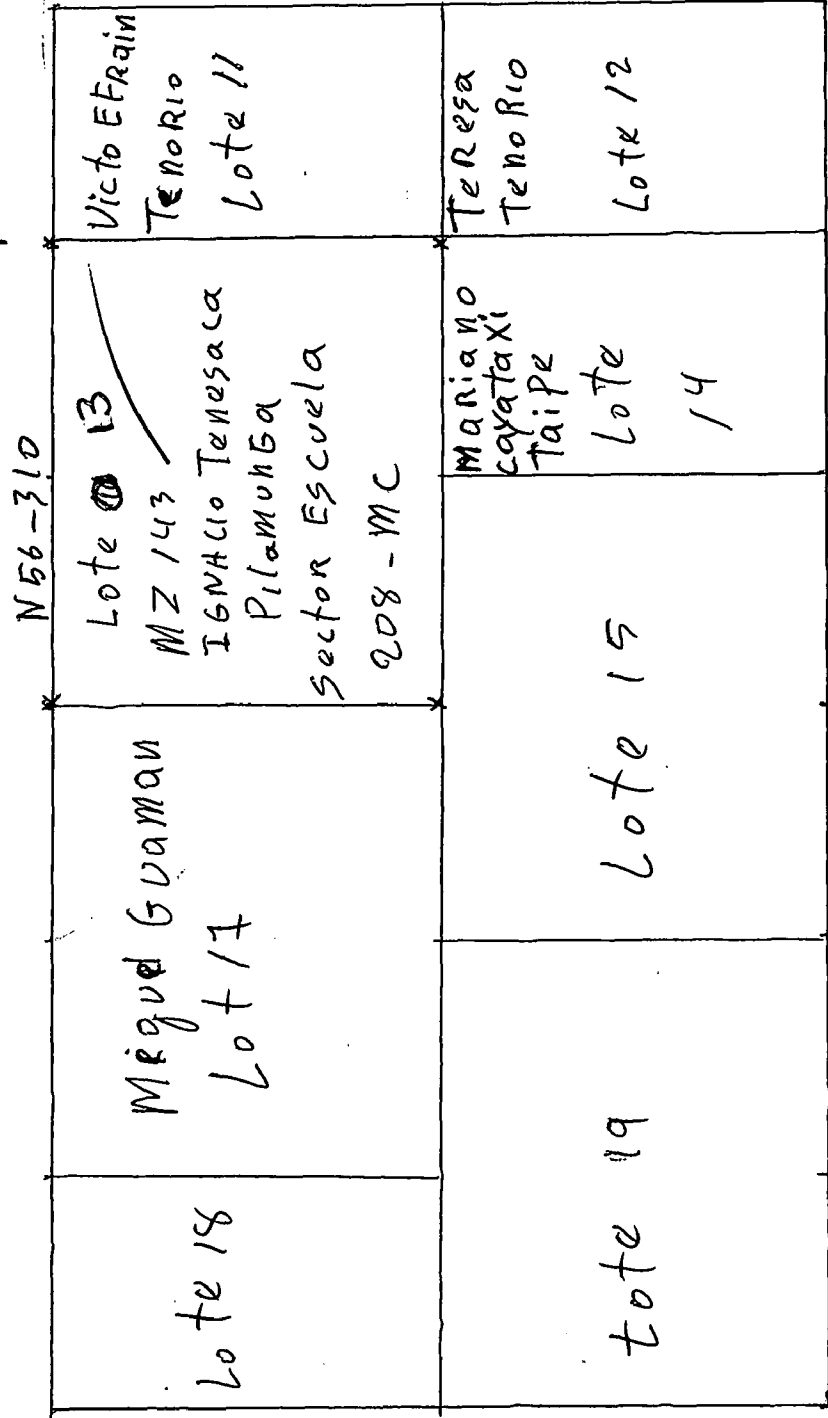 N56-310
Lote 18
Miguel Guaman
Lot 17
Lote 13
MZ 143
IGNACIO Tenesaca
PilamunGa
Sector Escuela
208-MC
Victo EFRain
TenoRio
Lote 11
Lote 19
Lote 15
MaRiano
cayataxi
TaiPe
Lote
14
TeResa
TenoRio
Lote 12